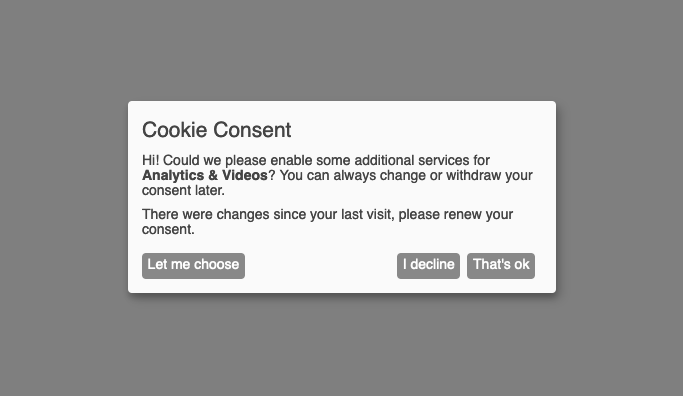 Cookie Consent
Hi! Could we please enable some additional services for
Analytics & Videos? You can always change or withdraw your
consent later.
There were changes since your last visit, please renew your
consent.
Let me choose
I decline
That's ok